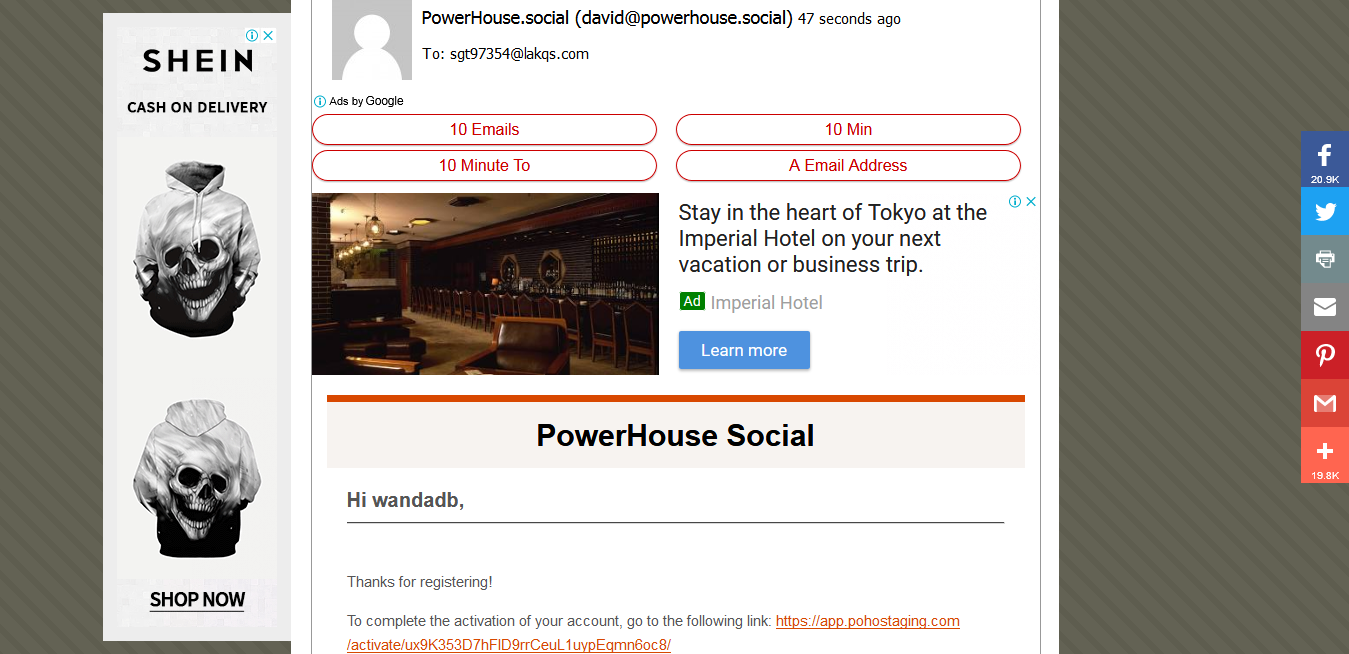 SHEIN
CASH ON DELIVERY
SHOP NOW
PowerHouse.social (david@powerhouse.social) 47 seconds ago
To: sgt97354@lakqs.com
Ads by Google
10 Emails
10 Min
10 Minute To
A Email Address
Stay in the heart of Tokyo at the
Imperial Hotel on your next
vacation or business trip.
Ad Imperial Hotel
Learn more
PowerHouse Social
Hi wandadb,
Thanks for registering!
To complete the activation of your account, go to the following link: https://app.pohostaging.com
/activate/ux9K353D7hFlD9rrCeuL1uypEqmn6oc8/
20.9K
19.8K